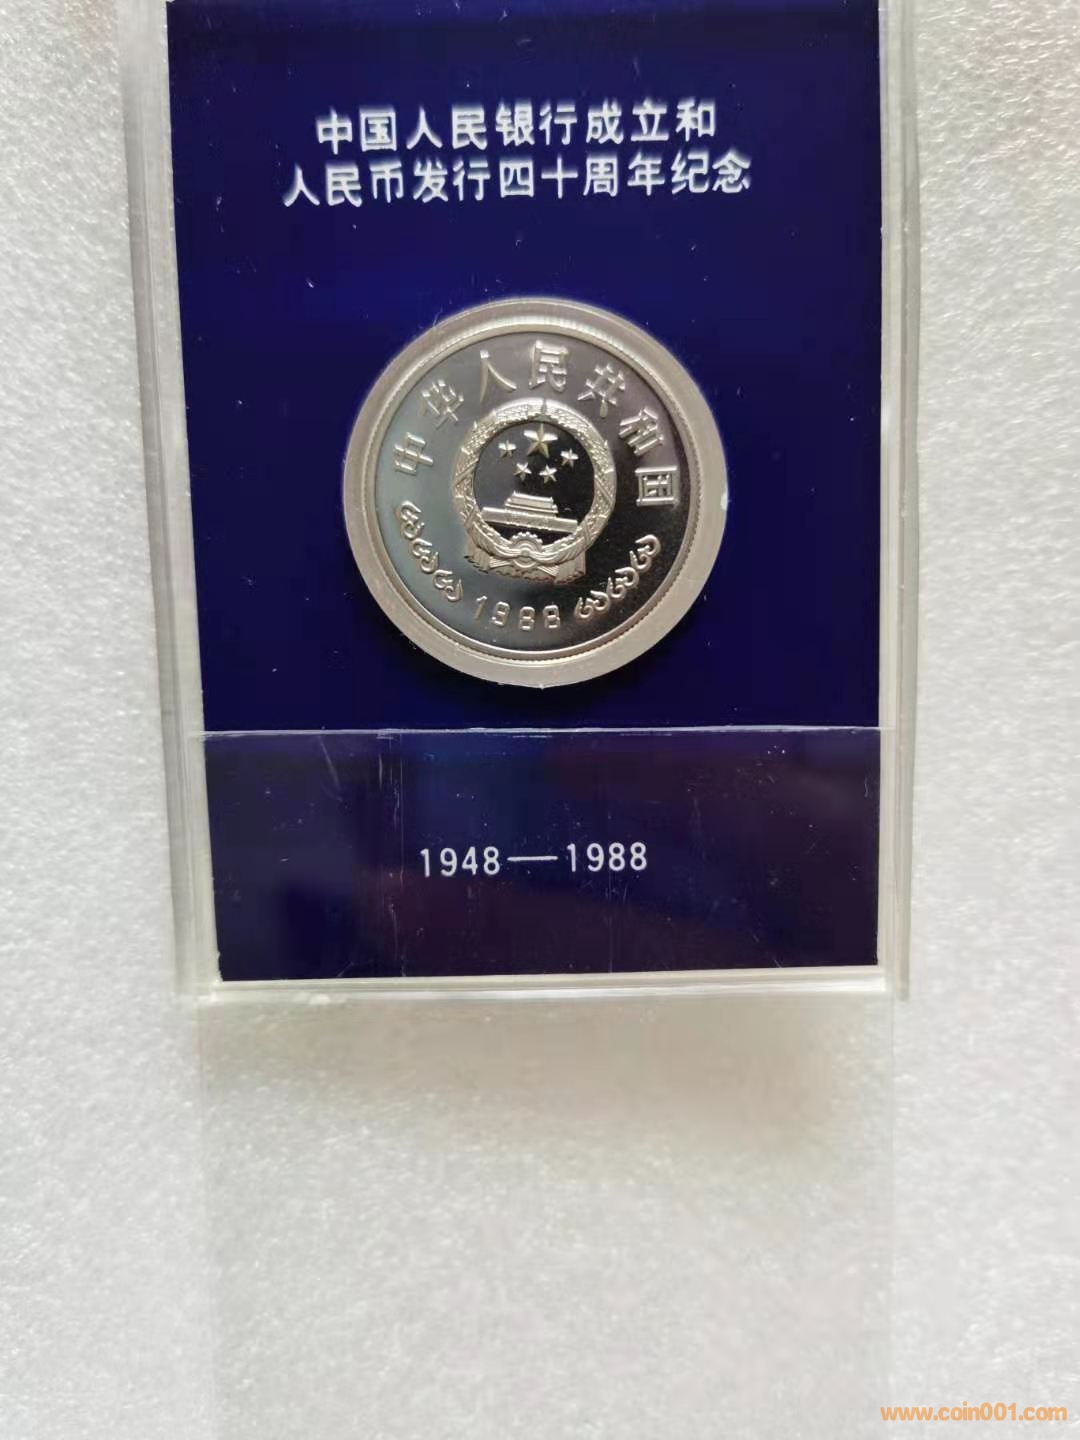 中国人民银行成立和
人民币发行四十周年纪念
中华人民共和国
1988
1948—1988
www.coin001.com